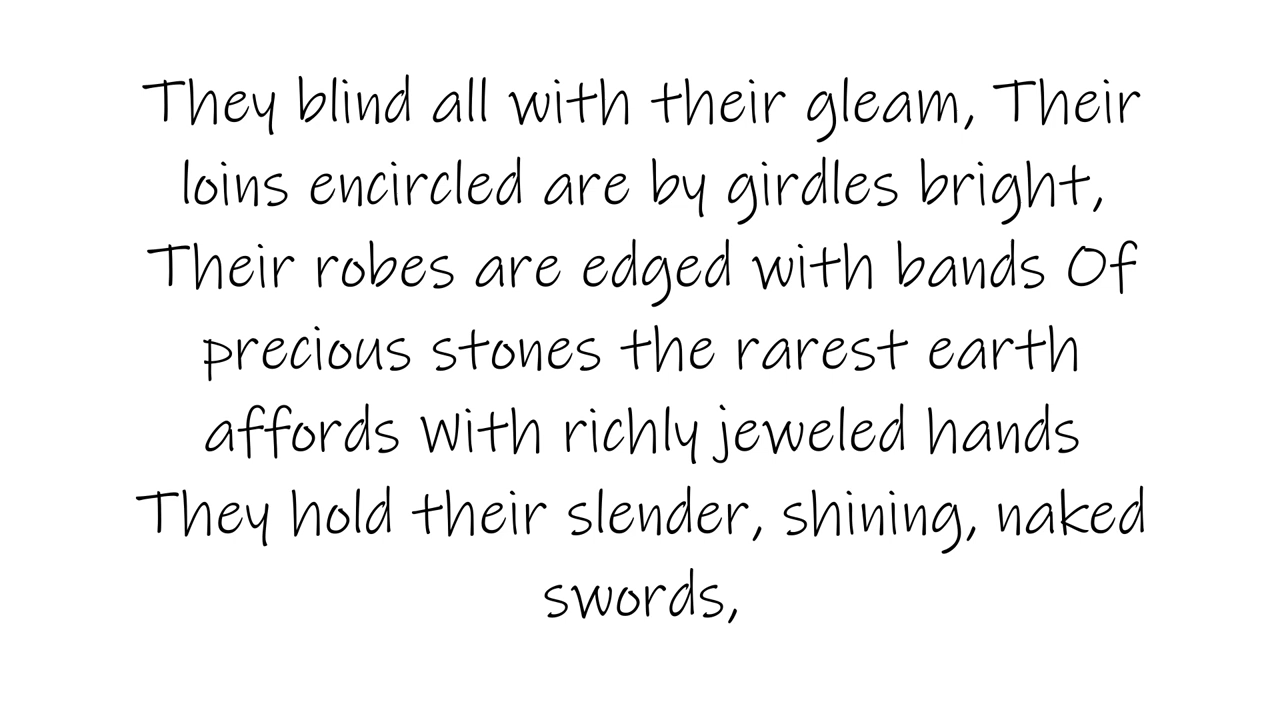 They blind all with their gleam, Their
loins encircled are by girdles bright,
Their robes are edged with bands Of
precious stones the rarest earth
affords With richly jeweled hands
They hold their slender, shining, naked
swords,